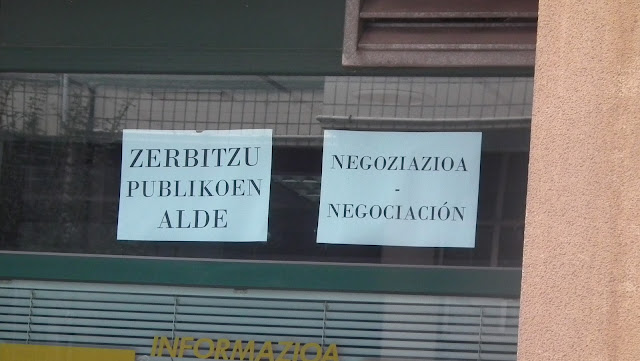 ZERBITZU
PUBLIKOEN
ALDE
NEGOZIAZIOA
-
NEGOCIACIÓN
INFORMAZIOA